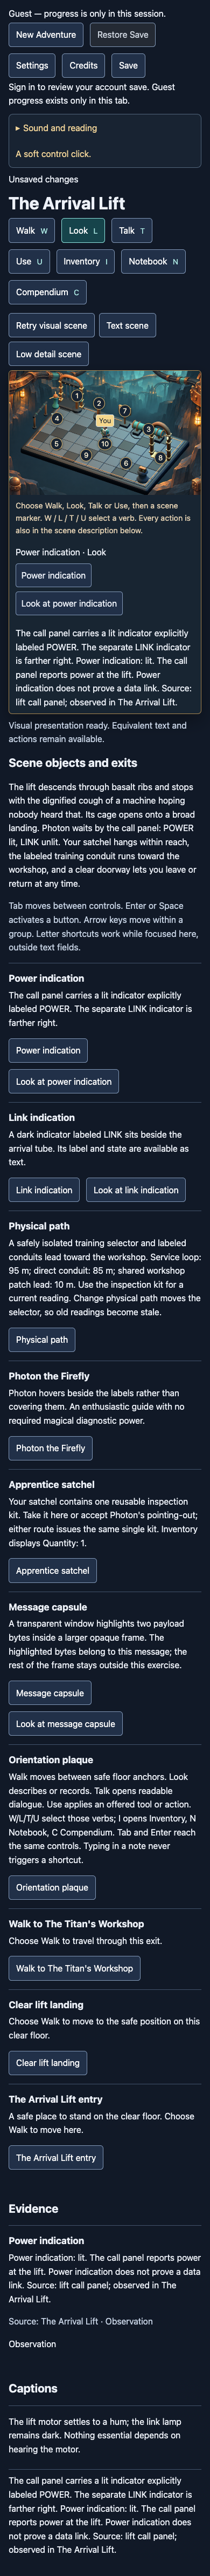 Guest — progress is only in this session.
New Adventure
Restore Save
Settings
Credits
Save
Sign in to review your account save. Guest
progress exists only in this tab.
▸ Sound and reading
A soft control click.
Unsaved changes
The Arrival Lift
Walk W
Look L
Talk T
Use U
Inventory I
Notebook N
Compendium C
Retry visual scene
Text scene
Low detail scene
1
2
7
4
You
3
5
10
9
6
8
Choose Walk, Look, Talk or Use, then a scene
marker. W / L / T / U select a verb. Every action is
also in the scene description below.
Power indication · Look
Power indication
Look at power indication
The call panel carries a lit indicator explicitly
labeled POWER. The separate LINK indicator
is farther right. Power indication: lit. The call
panel reports power at the lift. Power
indication does not prove a data link. Source:
lift call panel; observed in The Arrival Lift.
Visual presentation ready. Equivalent text and
actions remain available.
Scene objects and exits
The lift descends through basalt ribs and stops
with the dignified cough of a machine hoping
nobody heard that. Its cage opens onto a broad
landing. Photon waits by the call panel: POWER
lit, LINK unlit. Your satchel hangs within reach,
the labeled training conduit runs toward the
workshop, and a clear doorway lets you leave or
return at any time.
Tab moves between controls. Enter or Space
activates a button. Arrow keys move within a
group. Letter shortcuts work while focused here,
outside text fields.
Power indication
The call panel carries a lit indicator explicitly
labeled POWER. The separate LINK indicator is
farther right.
Power indication
Look at power indication
Link indication
A dark indicator labeled LINK sits beside the
arrival tube. Its label and state are available as
text.
Link indication
Look at link indication
Physical path
A safely isolated training selector and labeled
conduits lead toward the workshop. Service loop:
95 m; direct conduit: 85 m; shared workshop
patch lead: 10 m. Use the inspection kit for a
current reading. Change physical path moves the
selector, so old readings become stale.
Physical path
Photon the Firefly
Photon hovers beside the labels rather than
covering them. An enthusiastic guide with no
required magical diagnostic power.
Photon the Firefly
Apprentice satchel
Your satchel contains one reusable inspection
kit. Take it here or accept Photon's pointing-out;
either route issues the same single kit. Inventory
displays Quantity: 1.
Apprentice satchel
Message capsule
A transparent window highlights two payload
bytes inside a larger opaque frame. The
highlighted bytes belong to this message; the
rest of the frame stays outside this exercise.
Message capsule
Look at message capsule
Orientation plaque
Walk moves between safe floor anchors. Look
describes or records. Talk opens readable
dialogue. Use applies an offered tool or action.
W/L/T/U select those verbs; I opens Inventory, N
Notebook, C Compendium. Tab and Enter reach
the same controls. Typing in a note never
triggers a shortcut.
Orientation plaque
Walk to The Titan's Workshop
Choose Walk to travel through this exit.
Walk to The Titan's Workshop
Clear lift landing
Choose Walk to move to the safe position on this
clear floor.
Clear lift landing
The Arrival Lift entry
A safe place to stand on the clear floor. Choose
Walk to move here.
The Arrival Lift entry
Evidence
Power indication
Power indication: lit. The call panel reports power
at the lift. Power indication does not prove a data
link. Source: lift call panel; observed in The
Arrival Lift.
Source: The Arrival Lift · Observation
Observation
Captions
The lift motor settles to a hum; the link lamp
remains dark. Nothing essential depends on
hearing the motor.
The call panel carries a lit indicator explicitly
labeled POWER. The separate LINK indicator is
farther right. Power indication: lit. The call panel
reports power at the lift. Power indication does
not prove a data link. Source: lift call panel;
observed in The Arrival Lift.